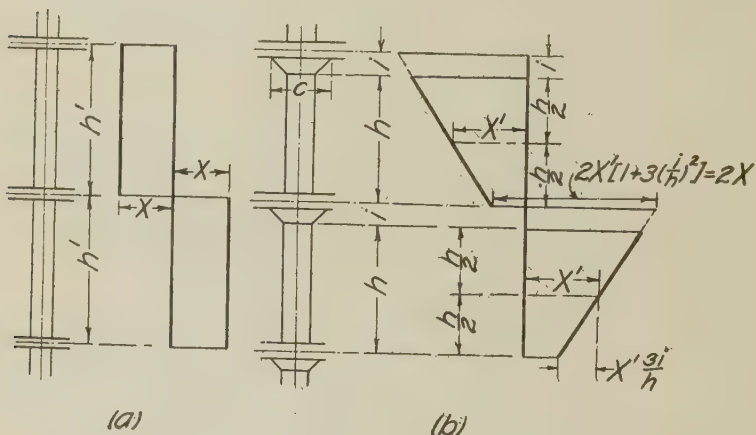 h'
h'
X
X
(a)
c
i
h
i
h
X'
i
h/2
h/2
2X'[1+3(i/h)²]=2X
h/2
h/2
X'
X' 3i/h
(b)